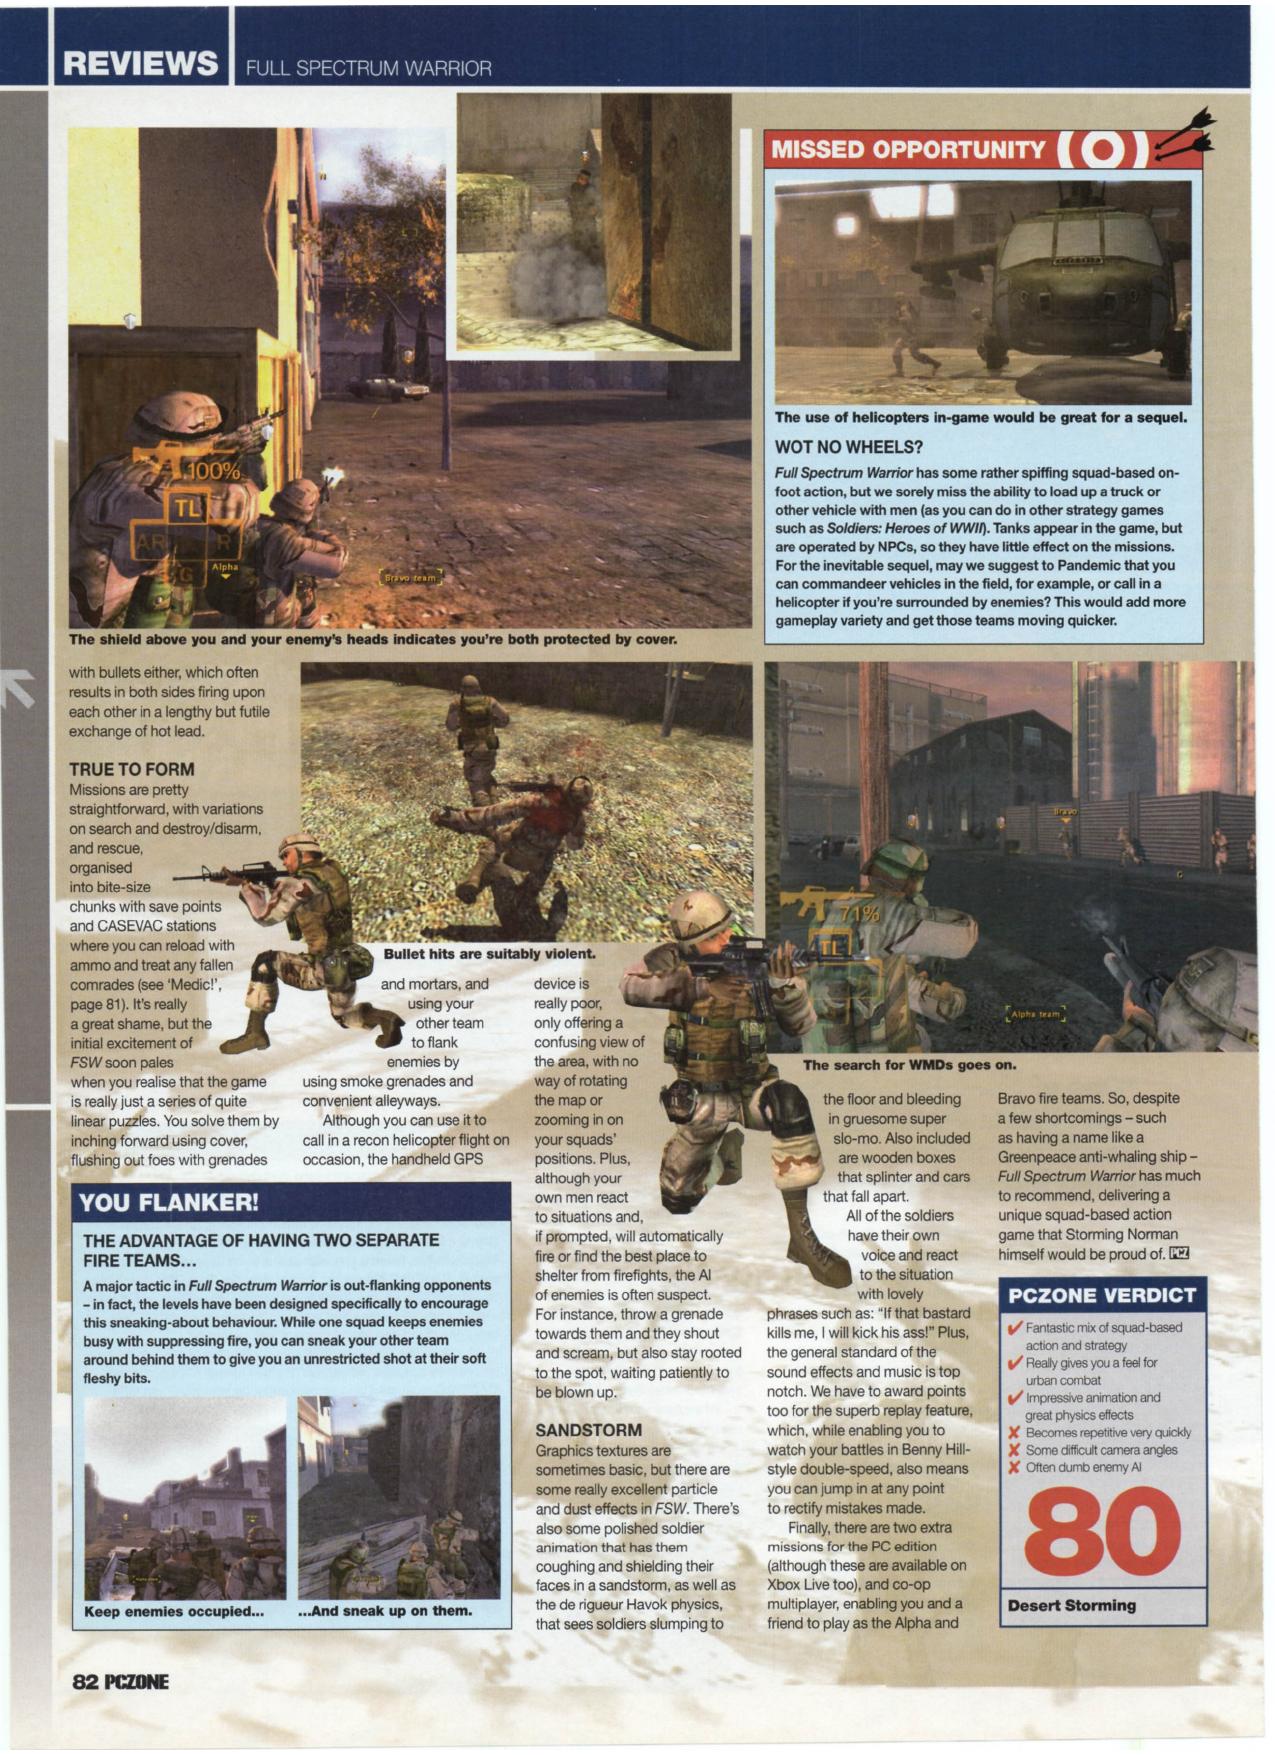 REVIEWS
FULL SPECTRUM WARRIOR
100%
TL
AR
R
G
Alpha
Bravo team
The shield above you and your enemy's heads indicates you're both protected by cover.
MISSED OPPORTUNITY
The use of helicopters in-game would be great for a sequel.
WOT NO WHEELS?
Full Spectrum Warrior has some rather spiffing squad-based on-
foot action, but we sorely miss the ability to load up a truck or
other vehicle with men (as you can do in other strategy games
such as Soldiers: Heroes of WWII). Tanks appear in the game, but
are operated by NPCs, so they have little effect on the missions.
For the inevitable sequel, may we suggest to Pandemic that you
can commandeer vehicles in the field, for example, or call in a
helicopter if you're surrounded by enemies? This would add more
gameplay variety and get those teams moving quicker.
with bullets either, which often
results in both sides firing upon
each other in a lengthy but futile
exchange of hot lead.
TRUE TO FORM
Missions are pretty
straightforward, with variations
on search and destroy/disarm,
and rescue,
organised
into bite-size
chunks with save points
and CASEVAC stations
where you can reload with
ammo and treat any fallen
comrades (see 'Medic!',
page 81). It's really
a great shame, but the
initial excitement of
FSW soon pales
when you realise that the game
is really just a series of quite
linear puzzles. You solve them by
inching forward using cover,
flushing out foes with grenades
Bullet hits are suitably violent.
and mortars, and
using your
other team
to flank
enemies by
using smoke grenades and
convenient alleyways.
Although you can use it to
call in a recon helicopter flight on
occasion, the handheld GPS
YOU FLANKER!
THE ADVANTAGE OF HAVING TWO SEPARATE
FIRE TEAMS...
A major tactic in Full Spectrum Warrior is out-flanking opponents
– in fact, the levels have been designed specifically to encourage
this sneaking-about behaviour. While one squad keeps enemies
busy with suppressing fire, you can sneak your other team
around behind them to give you an unrestricted shot at their soft
fleshy bits.
Keep enemies occupied...
...And sneak up on them.
device is
really poor,
only offering a
confusing view of
the area, with no
way of rotating
the map or
zooming in on
your squads'
positions. Plus,
although your
own men react
to situations and,
if prompted, will automatically
fire or find the best place to
shelter from firefights, the AI
of enemies is often suspect.
For instance, throw a grenade
towards them and they shout
and scream, but also stay rooted
to the spot, waiting patiently to
be blown up.
SANDSTORM
Graphics textures are
sometimes basic, but there are
some really excellent particle
and dust effects in FSW. There's
also some polished soldier
animation that has them
coughing and shielding their
faces in a sandstorm, as well as
the de rigueur Havok physics,
that sees soldiers slumping to
Bravo
71%
TL
Alpha team
The search for WMDs goes on.
the floor and bleeding
in gruesome super
slo-mo. Also included
are wooden boxes
that splinter and cars
that fall apart.
All of the soldiers
have their own
voice and react
to the situation
with lovely
phrases such as: "If that bastard
kills me, I will kick his ass!" Plus,
the general standard of the
sound effects and music is top
notch. We have to award points
too for the superb replay feature,
which, while enabling you to
watch your battles in Benny Hill-
style double-speed, also means
you can jump in at any point
to rectify mistakes made.
Finally, there are two extra
missions for the PC edition
(although these are available on
Xbox Live too), and co-op
multiplayer, enabling you and a
friend to play as the Alpha and
Bravo fire teams. So, despite
a few shortcomings – such
as having a name like a
Greenpeace anti-whaling ship –
Full Spectrum Warrior has much
to recommend, delivering a
unique squad-based action
game that Storming Norman
himself would be proud of. PCZ
PCZONE VERDICT
Fantastic mix of squad-based
action and strategy
Really gives you a feel for
urban combat
Impressive animation and
great physics effects
Becomes repetitive very quickly
Some difficult camera angles
Often dumb enemy AI
80
Desert Storming
82 PCZONE